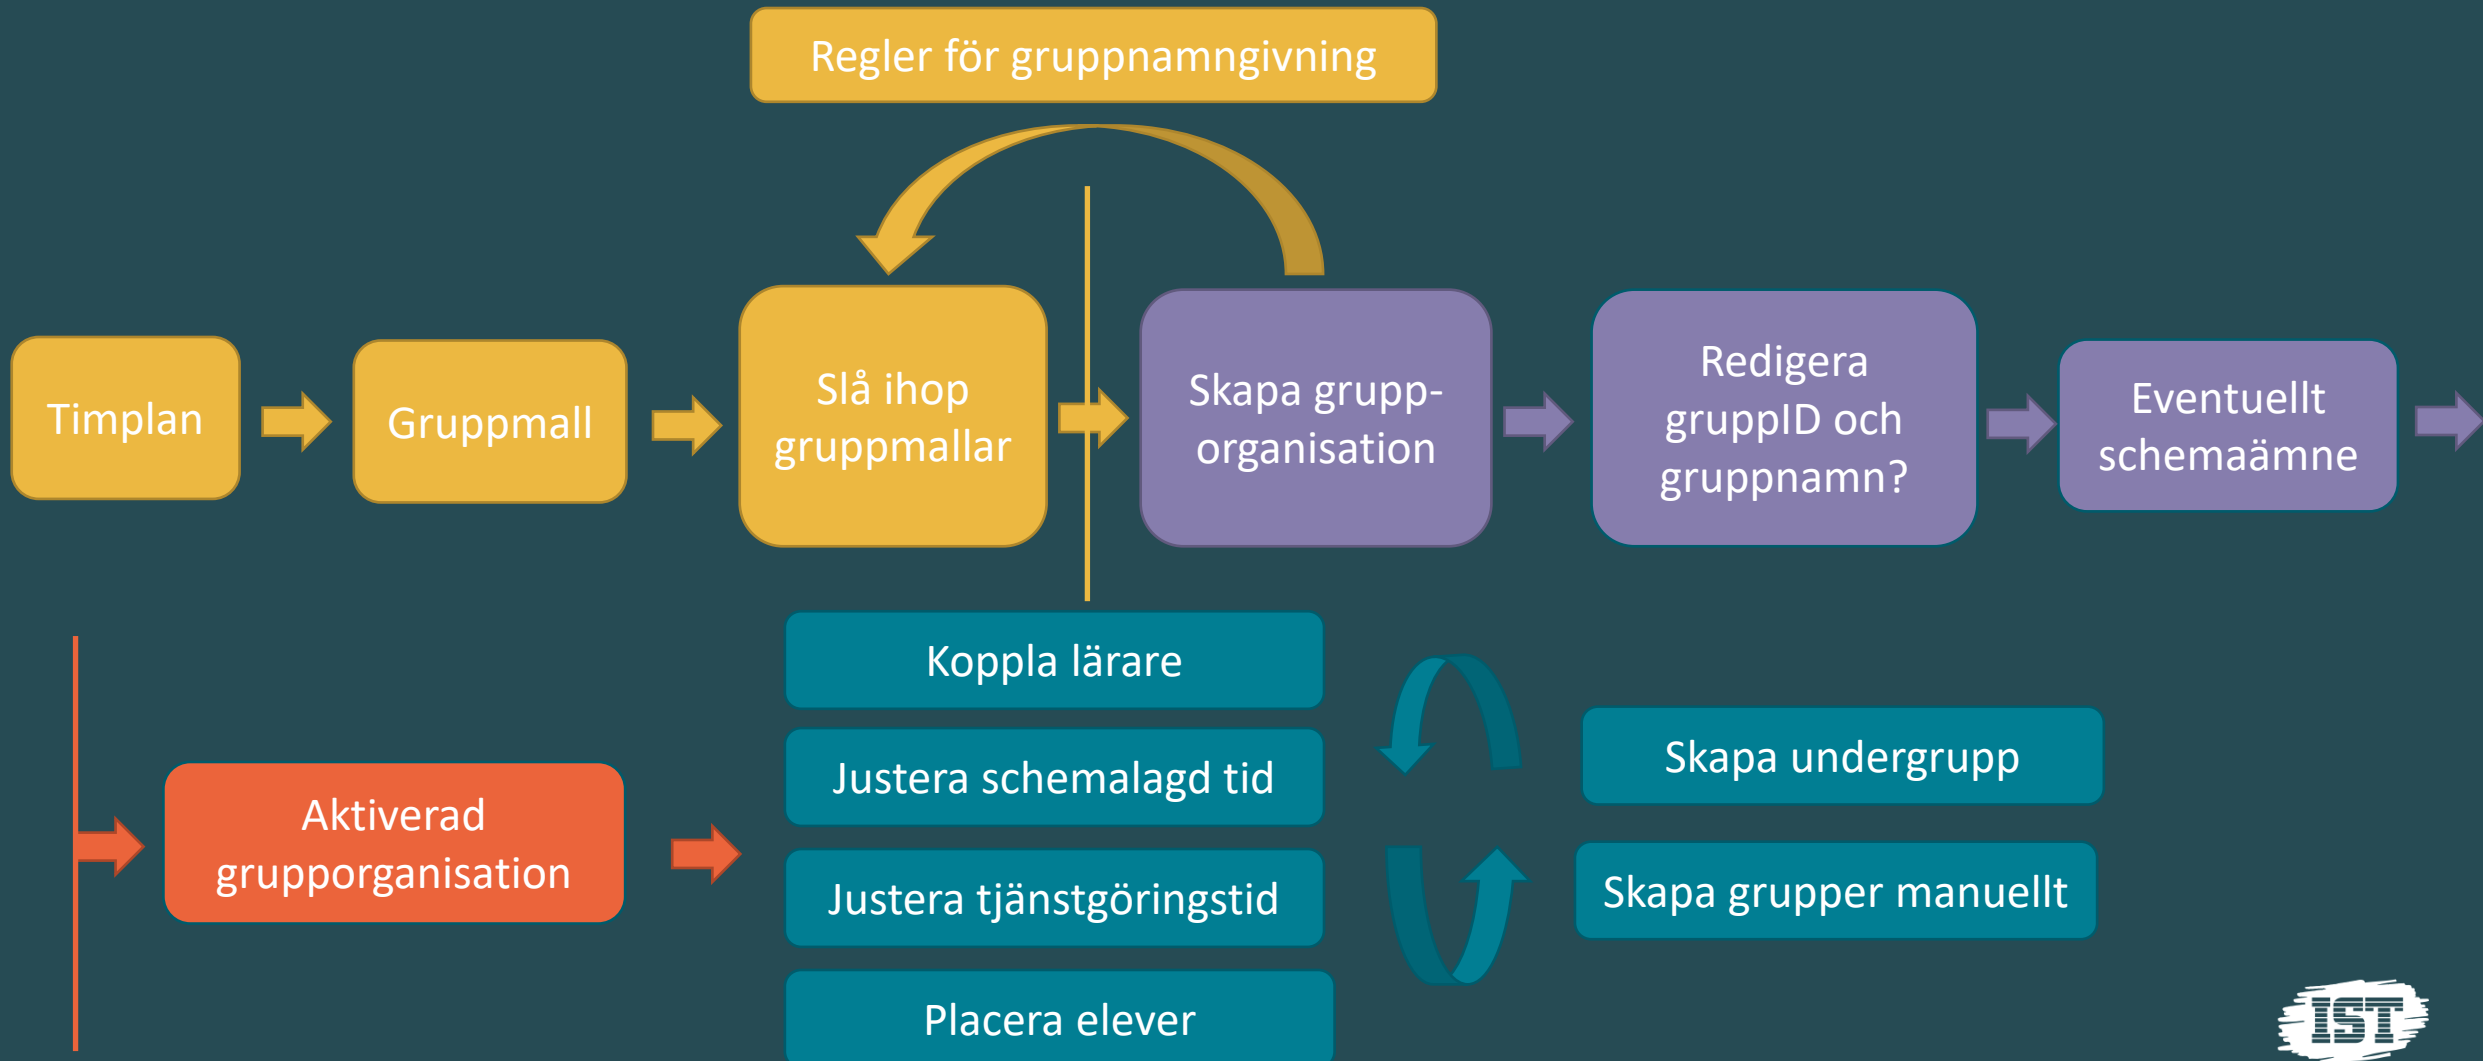 Regler för gruppnamngivning
Timplan
Gruppmall
Slå ihop
gruppmallar
Skapa grupp-
organisation
Redigera
gruppID och
gruppnamn?
Eventuellt
schemaämne
Aktiverad
grupporganisation
Koppla lärare
Justera schemalagd tid
Justera tjänstgöringstid
Placera elever
Skapa undergrupp
Skapa grupper manuellt
IST